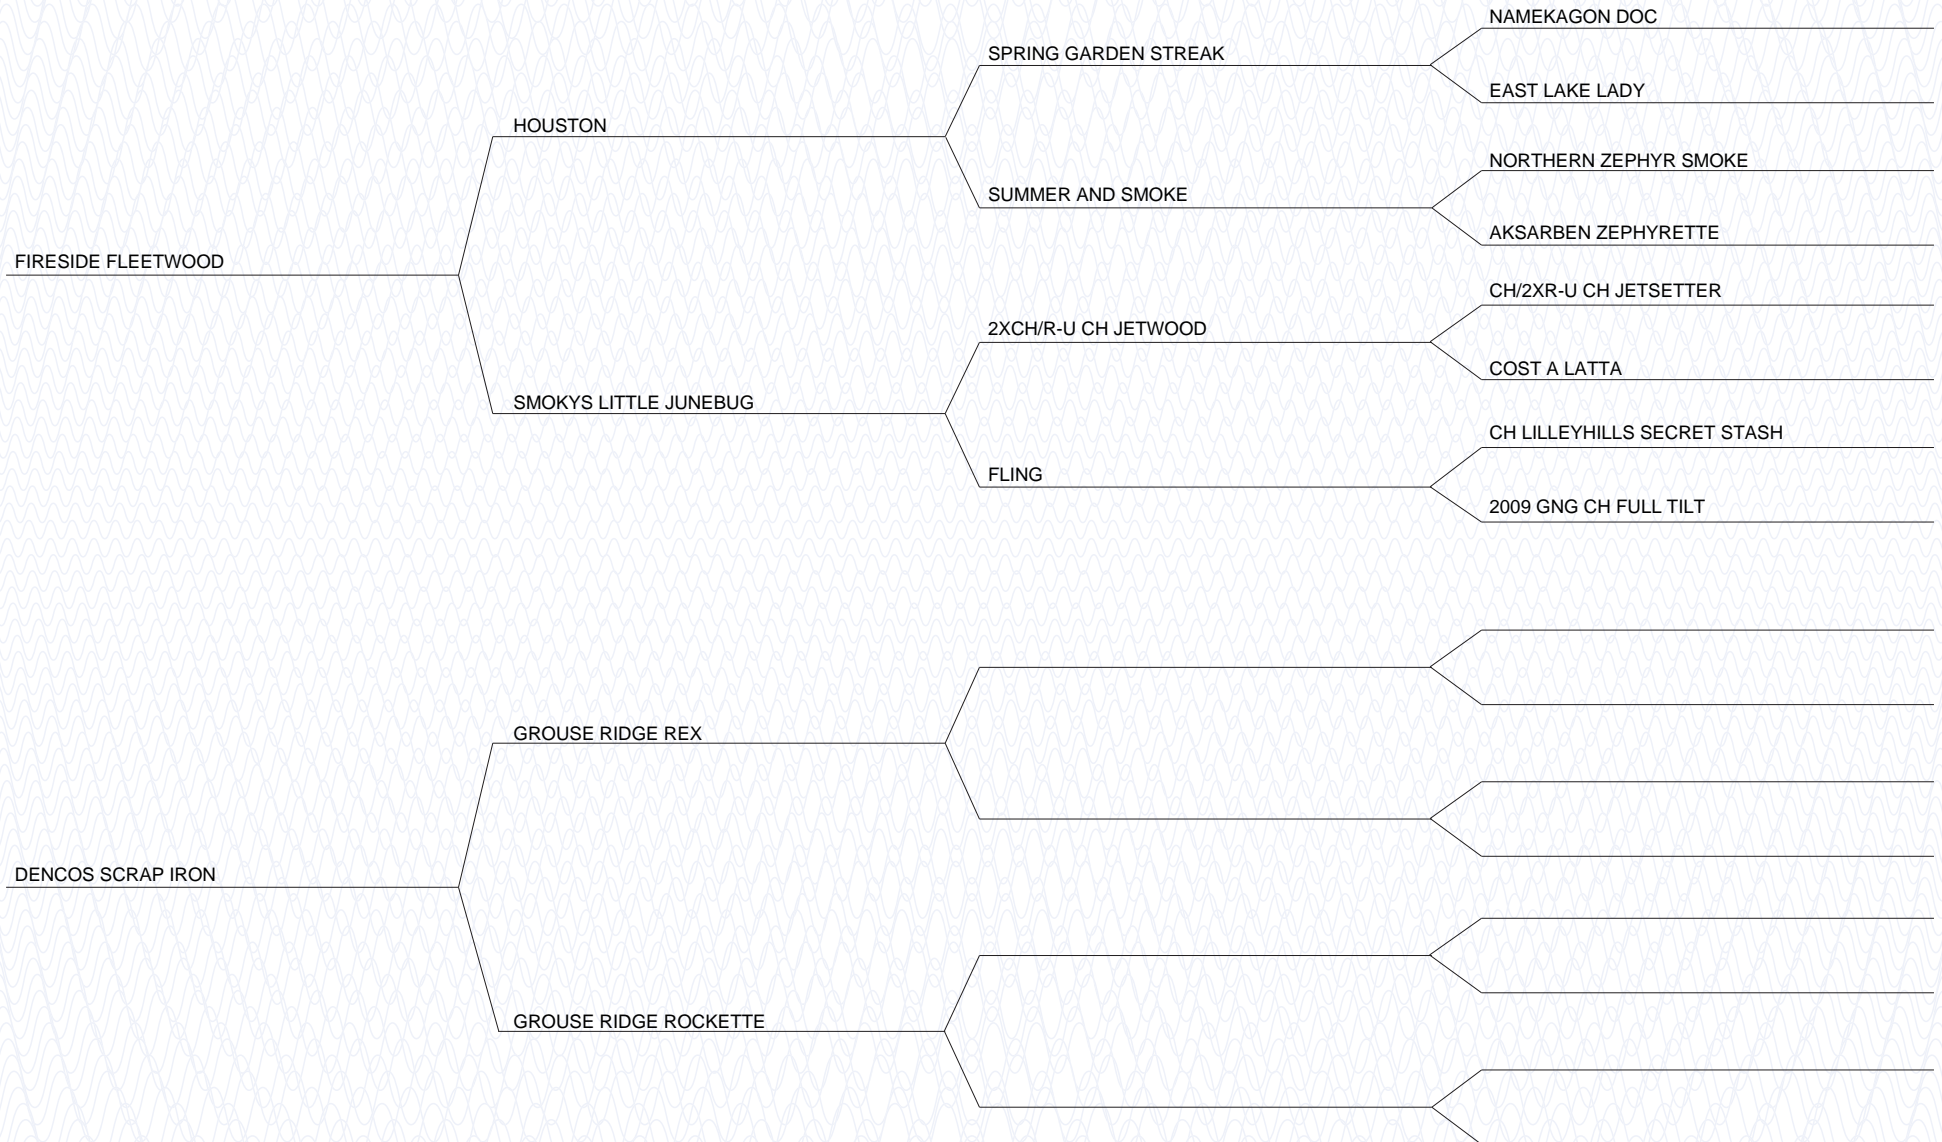 NAMEKAGON DOC
SPRING GARDEN STREAK
EAST LAKE LADY
HOUSTON
NORTHERN ZEPHYR SMOKE
SUMMER AND SMOKE
AKSARBEN ZEPHYRETTE
FIRESIDE FLEETWOOD
CH/2XR-U CH JETSETTER
2XCH/R-U CH JETWOOD
COST A LATTA
SMOKYS LITTLE JUNEBUG
CH LILLEYHILLS SECRET STASH
FLING
2009 GNG CH FULL TILT
GROUSE RIDGE REX
DENCOS SCRAP IRON
GROUSE RIDGE ROCKETTE